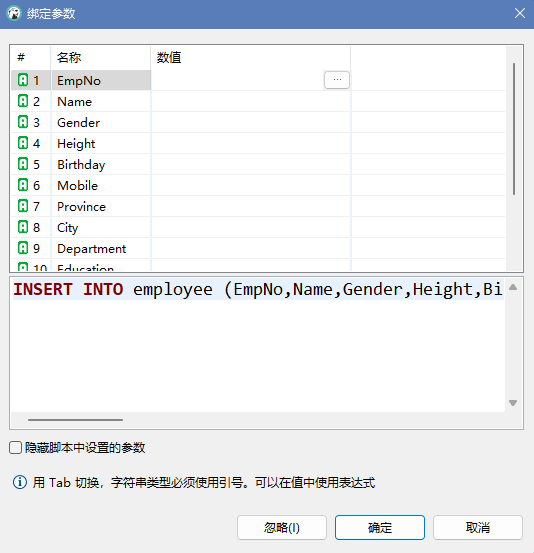 绑定参数
# 名称 数值
1 EmpNo ...
2 Name
3 Gender
4 Height
5 Birthday
6 Mobile
7 Province
8 City
9 Department
10 Education
INSERT INTO employee (EmpNo,Name,Gender,Height,Bi
隐藏脚本中设置的参数
用 Tab 切换，字符串类型必须使用引号。可以在值中使用表达式
忽略(I) 确定 取消